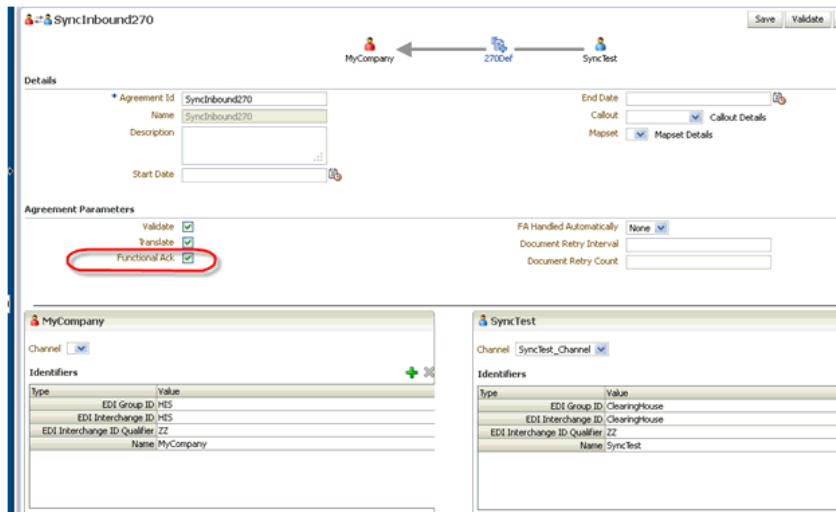 SyncInbound270
Save Validate
MyCompany 270Def SyncTest
Details
* Agreement Id SyncInbound270
Name SyncInbound270
Description
Start Date
End Date
Callout Callout Details
Mapset Mapset Details
Agreement Parameters
Validate
Translate
Functional Ack
FA Handled Automatically None
Document Retry Interval
Document Retry Count
MyCompany
Channel
Identifiers
Type Value
EDI Group ID HIS
EDI Interchange ID HIS
EDI Interchange ID Qualifier ZZ
Name MyCompany
SyncTest
Channel SyncTest_Channel
Identifiers
Type Value
EDI Group ID ClearingHouse
EDI Interchange ID ClearingHouse
EDI Interchange ID Qualifier ZZ
Name SyncTest